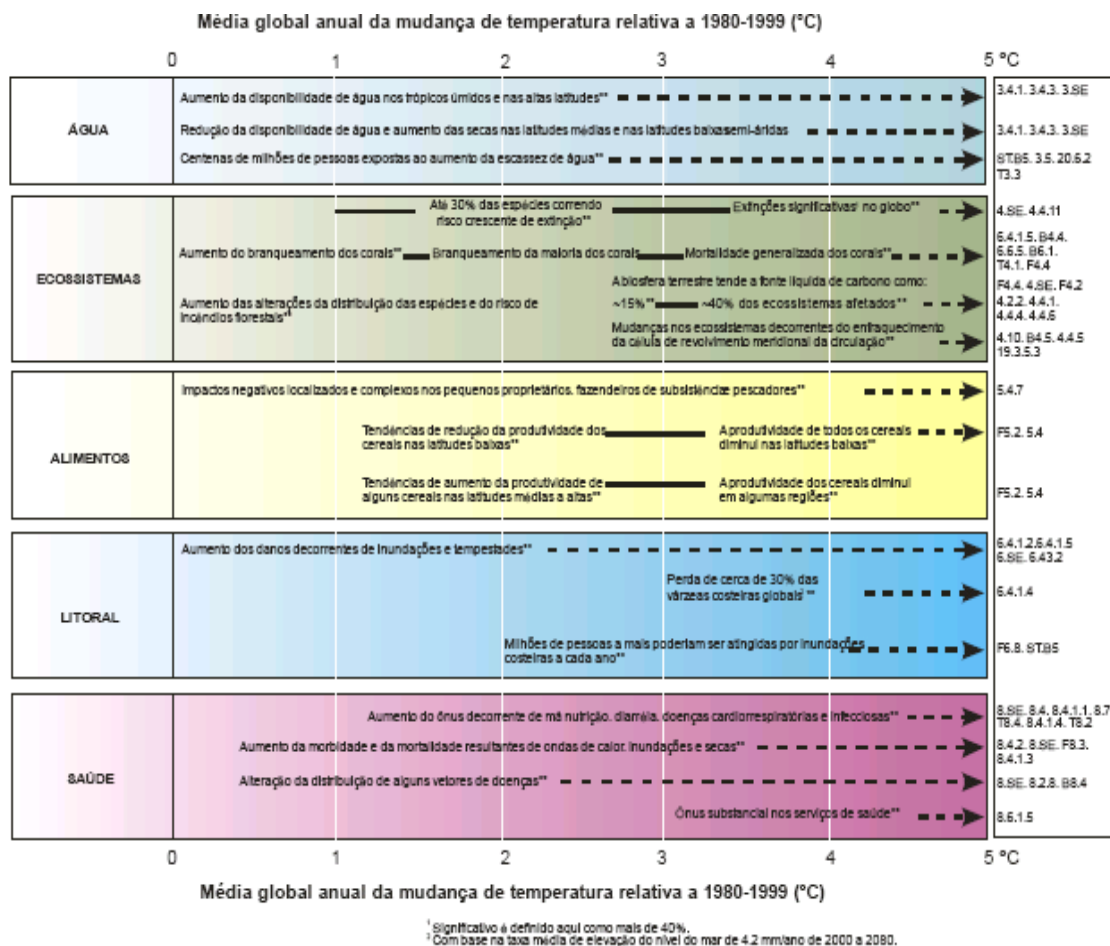 Média global anual da mudança de temperatura relativa a 1980-1999 (°C)
0 1 2 3 4 5 °C
ÁGUA
Aumento da disponibilidade de água nos trópicos úmidos e nas altas latitudes**
3.4.1. 3.4.3. 3.SE
Redução da disponibilidade de água e aumento das secas nas latitudes médias e nas latitudes baixasemi-áridas
3.4.1. 3.4.3. 3.SE
Centenas de milhões de pessoas expostas ao aumento da escassez de água**
ST.B5. 3.5. 20.6.2
T3.3
ECOSSISTEMAS
Até 30% das espécies correndo
risco crescente de extinção**
Extinções significativas¹ no globo**
4.SE. 4.4.11
Aumento do branqueamento dos corais** Branqueamento da maioria dos corais Mortalidade generalizada dos corais**
6.4.1.5. B4.4.
6.6.5. B6.1.
T4.1. F4.4
Abiosfera terrestre tende a fonte líquida de carbono como:
Aumento das alterações da distribuição das espécies e do risco de
incêndios florestais**
~15%** ~40% dos ecossistemas afetados**
F4.4. 4.SE. F4.2
4.2.2. 4.4.1.
4.4.4. 4.4.6
Mudanças nos ecossistemas decorrentes do enfraquecimento
da célula de revolvimento meridional da circulação**
4.10. B4.5. 4.4.5
19.3.5.3
ALIMENTOS
Impactos negativos localizados e complexos nos pequenos proprietários. fazendeiros de subsistência pescadores**
5.4.7
Tendências de redução da produtividade dos
cereais nas latitudes baixas**
Aprodutividade de todos os cereais
diminui nas latitudes baixas**
F5.2. 5.4
Tendências de aumento da produtividade de
alguns cereais nas latitudes médias a altas**
Aprodutividade dos cereais diminui
em algumas regiões**
F5.2. 5.4
LITORAL
Aumento dos danos decorrentes de inundações e tempestades**
6.4.1.2.6.4.1.5
6.SE. 6.43.2
Perda de cerca de 30% das
várzeas costeiras globais² **
6.4.1.4
Milhões de pessoas a mais poderiam ser atingidas por inundações
costeiras a cada ano**
F6.8. ST.B5
SAÚDE
Aumento do ônus decorrente de má nutrição. diarréia. doenças cardiorrespiratórias e infecciosas**
8.SE. 8.4. 8.4.1.1. 8.7
T8.4. 8.4.1.4. T8.2
Aumento da morbidade e da mortalidade resultantes de ondas de calor. inundações e secas**
8.4.2. 8.SE. F8.3.
8.4.1.3
Alteração da distribuição de alguns vetores de doenças**
8.SE. 8.2.8. B8.4
Ônus substancial nos serviços de saúde**
8.6.1.5
0 1 2 3 4 5 °C
Média global anual da mudança de temperatura relativa a 1980-1999 (°C)
¹ Significativo é definido aqui como mais de 40%.
² Com base na taxa média de elevação do nível do mar de 4.2 mm/ano de 2000 a 2080.